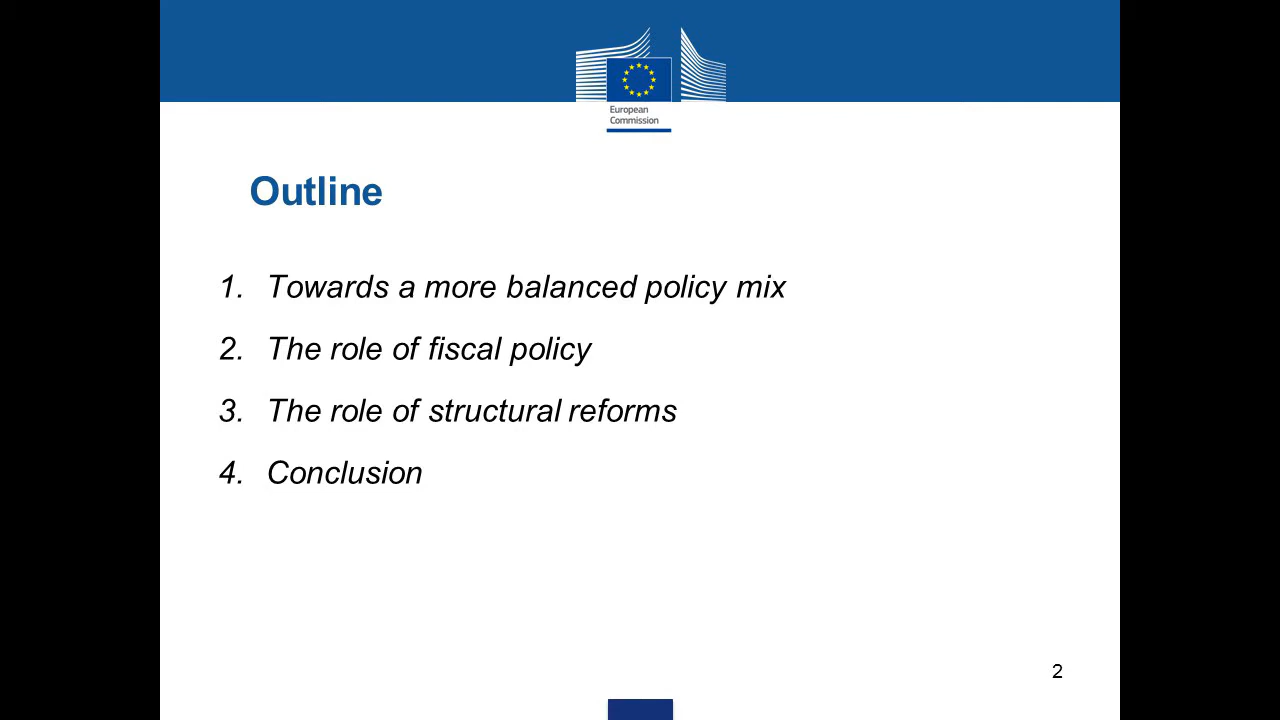 European
Commission
Outline
1. Towards a more balanced policy mix
2. The role of fiscal policy
3. The role of structural reforms
4. Conclusion
2